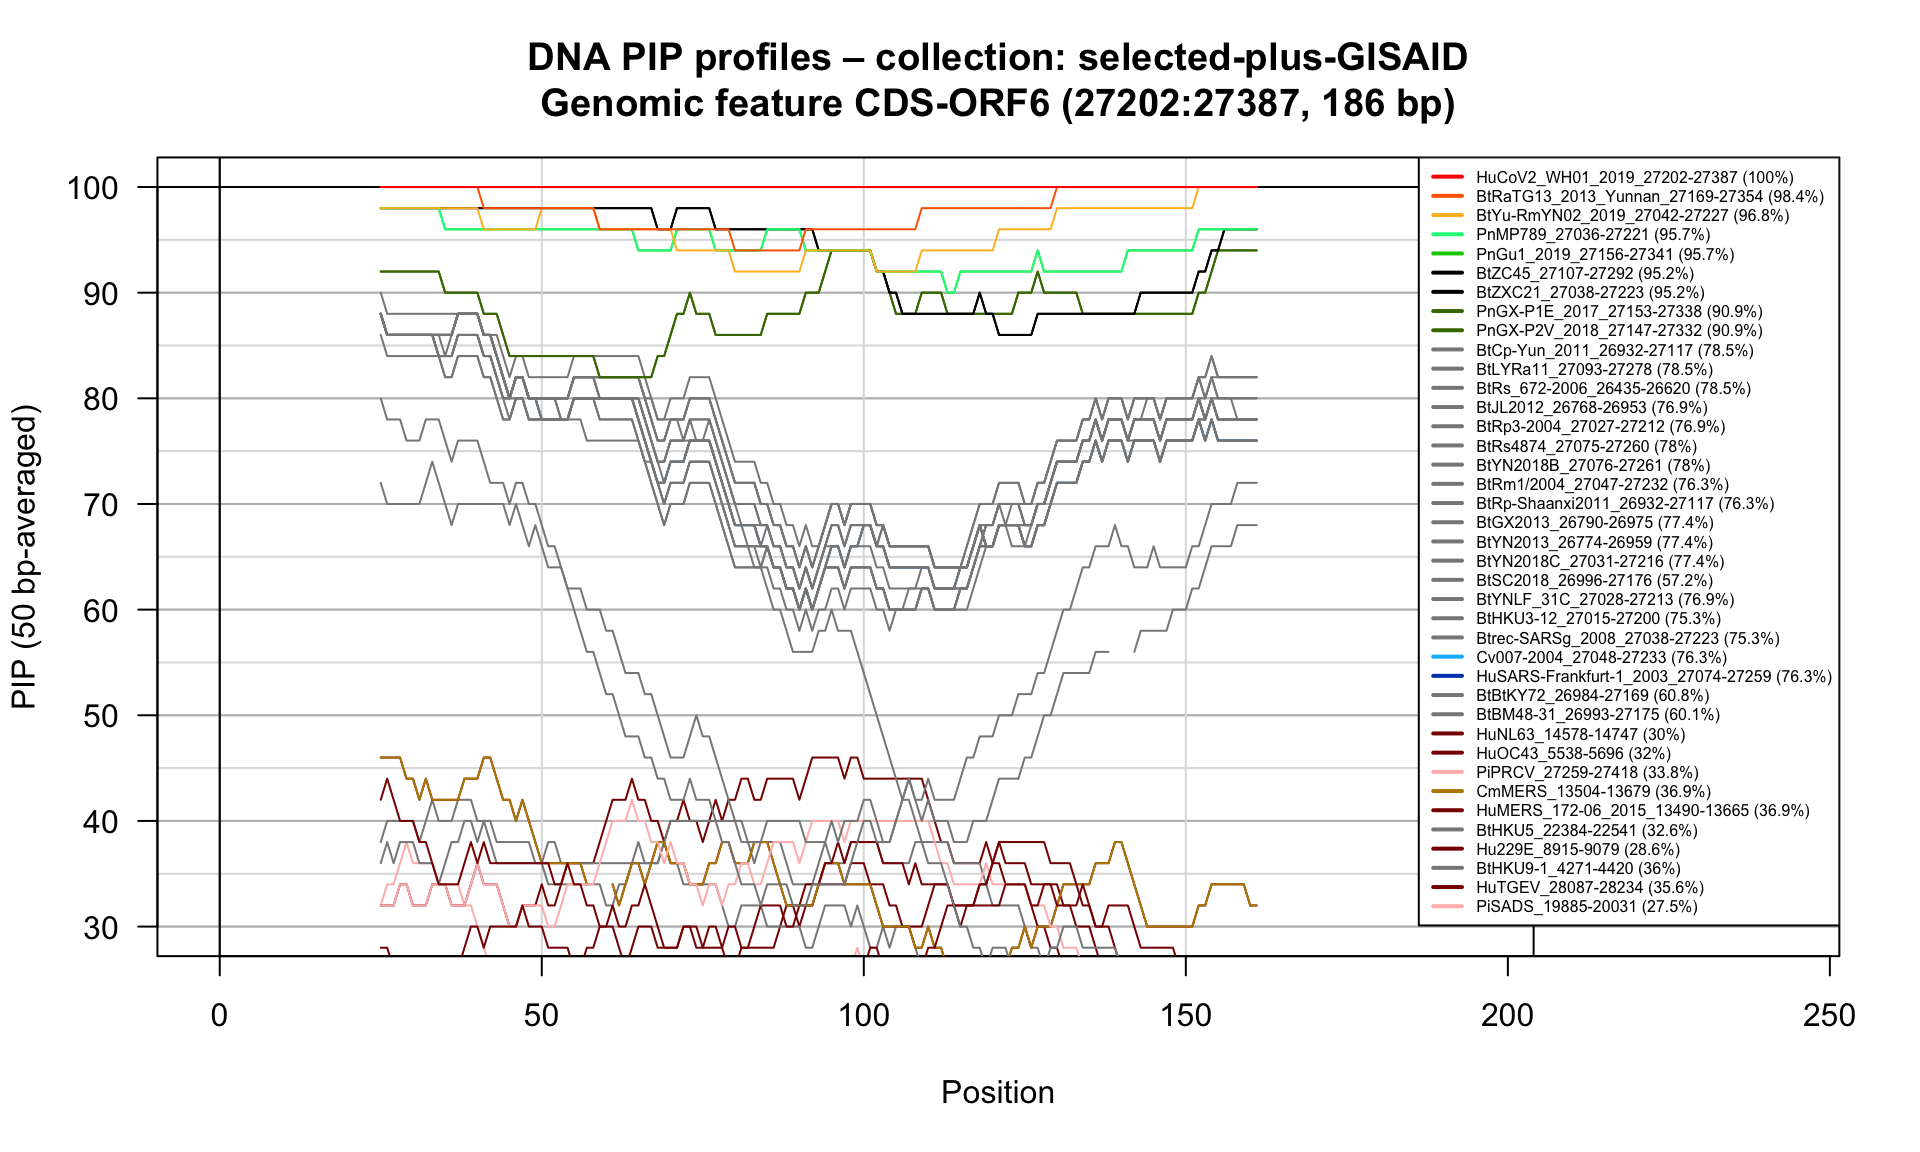 DNA PIP profiles – collection: selected-plus-GISAID
Genomic feature CDS-ORF6 (27202:27387, 186 bp)
PIP (50 bp-averaged)
100
90
80
70
60
50
40
30
HuCoV2_WH01_2019_27202-27387 (100%)
BtRaTG13_2013_Yunnan_27169-27354 (98.4%)
BtYu-RmYN02_2019_27042-27227 (96.8%)
PnMP789_27036-27221 (95.7%)
PnGu1_2019_27156-27341 (95.7%)
BtZC45_27107-27292 (95.2%)
BtZXC21_27038-27223 (95.2%)
PnGX-P1E_2017_27153-27338 (90.9%)
PnGX-P2V_2018_27147-27332 (90.9%)
BtCp-Yun_2011_26932-27117 (78.5%)
BtLYRa11_27093-27278 (78.5%)
BtRs_672-2006_26435-26620 (78.5%)
BtJL2012_26768-26953 (76.9%)
BtRp3-2004_27027-27212 (76.9%)
BtRs4874_27075-27260 (78%)
BtYN2018B_27076-27261 (78%)
BtRm1/2004_27047-27232 (76.3%)
BtRp-Shaanxi2011_26932-27117 (76.3%)
BtGX2013_26790-26975 (77.4%)
BtYN2013_26774-26959 (77.4%)
BtYN2018C_27031-27216 (77.4%)
BtSC2018_26996-27176 (57.2%)
BtYNLF_31C_27028-27213 (76.9%)
BtHKU3-12_27015-27200 (75.3%)
Btrec-SARSg_2008_27038-27223 (75.3%)
Cv007-2004_27048-27233 (76.3%)
HuSARS-Frankfurt-1_2003_27074-27259 (76.3%)
BtBtKY72_26984-27169 (60.8%)
BtBM48-31_26993-27175 (60.1%)
HuNL63_14578-14747 (30%)
HuOC43_5538-5696 (32%)
PiPRCV_27259-27418 (33.8%)
CmMERS_13504-13679 (36.9%)
HuMERS_172-06_2015_13490-13665 (36.9%)
BtHKU5_22384-22541 (32.6%)
Hu229E_8915-9079 (28.6%)
BtHKU9-1_4271-4420 (36%)
HuTGEV_28087-28234 (35.6%)
PiSADS_19885-20031 (27.5%)
0 50 100 150 200 250
Position